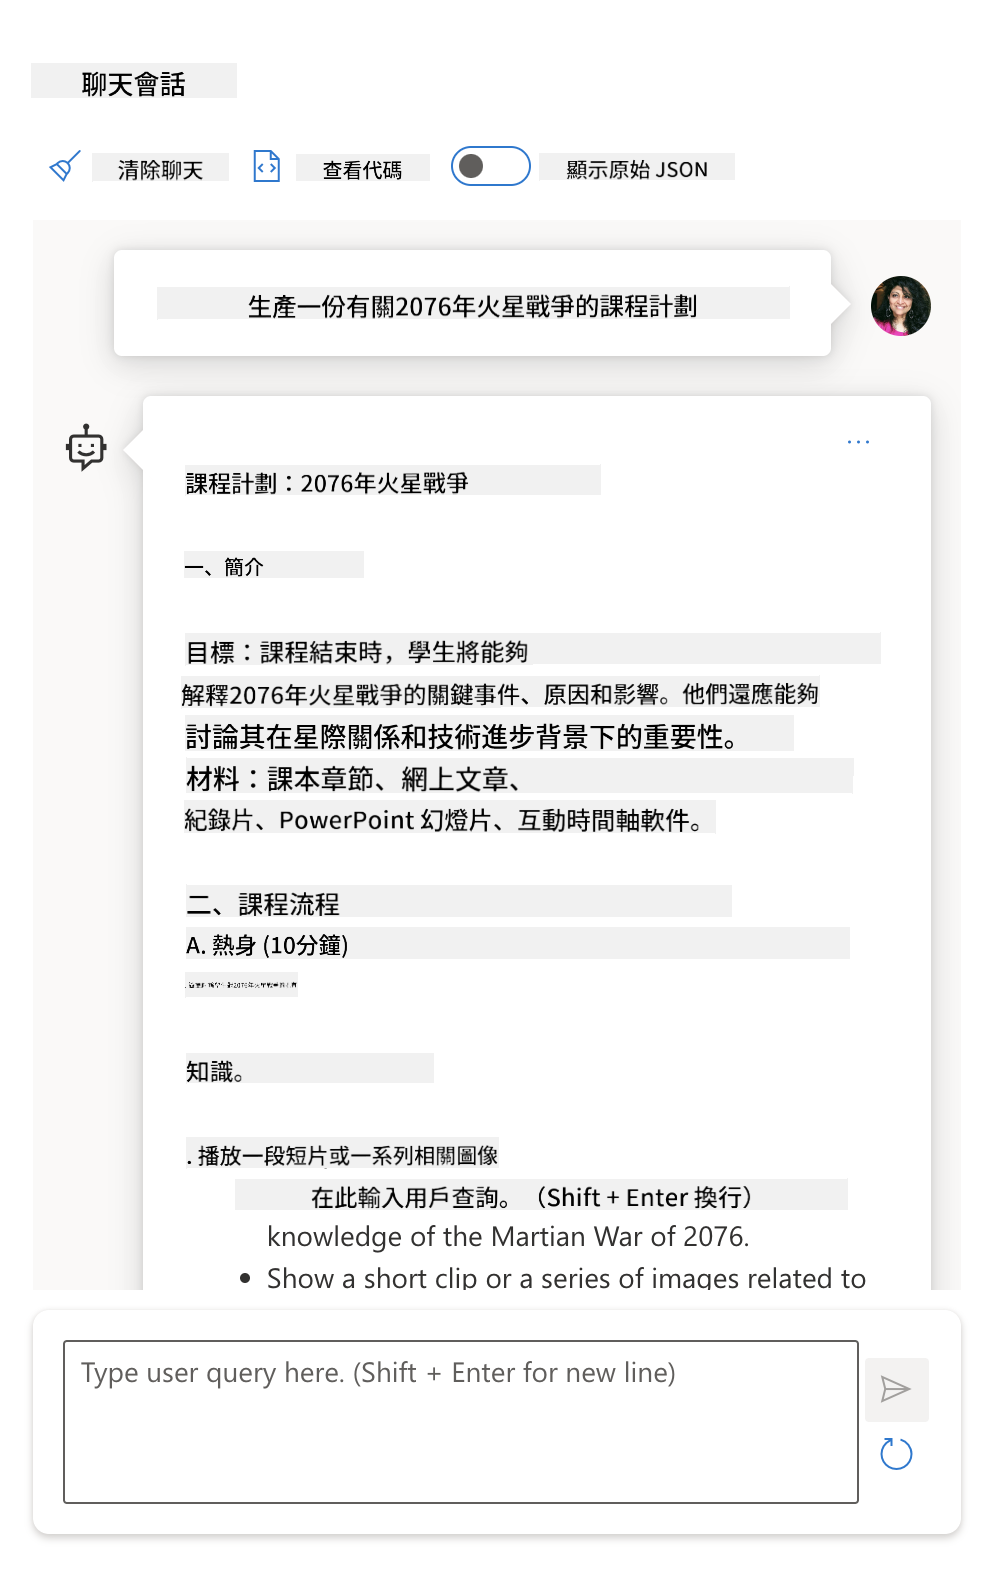 聊天會話
清除聊天 查看代碼 顯示原始 JSON
生產一份有關2076年火星戰爭的課程計劃
課程計劃：2076年火星戰爭
一、簡介
目標：課程結束時，學生將能夠
解釋2076年火星戰爭的關鍵事件、原因和影響。他們還應能夠
討論其在星際關係和技術進步背景下的重要性。
材料：課本章節、網上文章、
紀錄片、PowerPoint 幻燈片、互動時間軸軟件。
二、課程流程
A. 熱身 (10分鐘)
知識。
. 播放一段短片或一系列相關圖像
在此輸入用戶查詢。（Shift + Enter 換行）
knowledge of the Martian War of 2076.
• Show a short clip or a series of images related to
Type user query here. (Shift + Enter for new line)